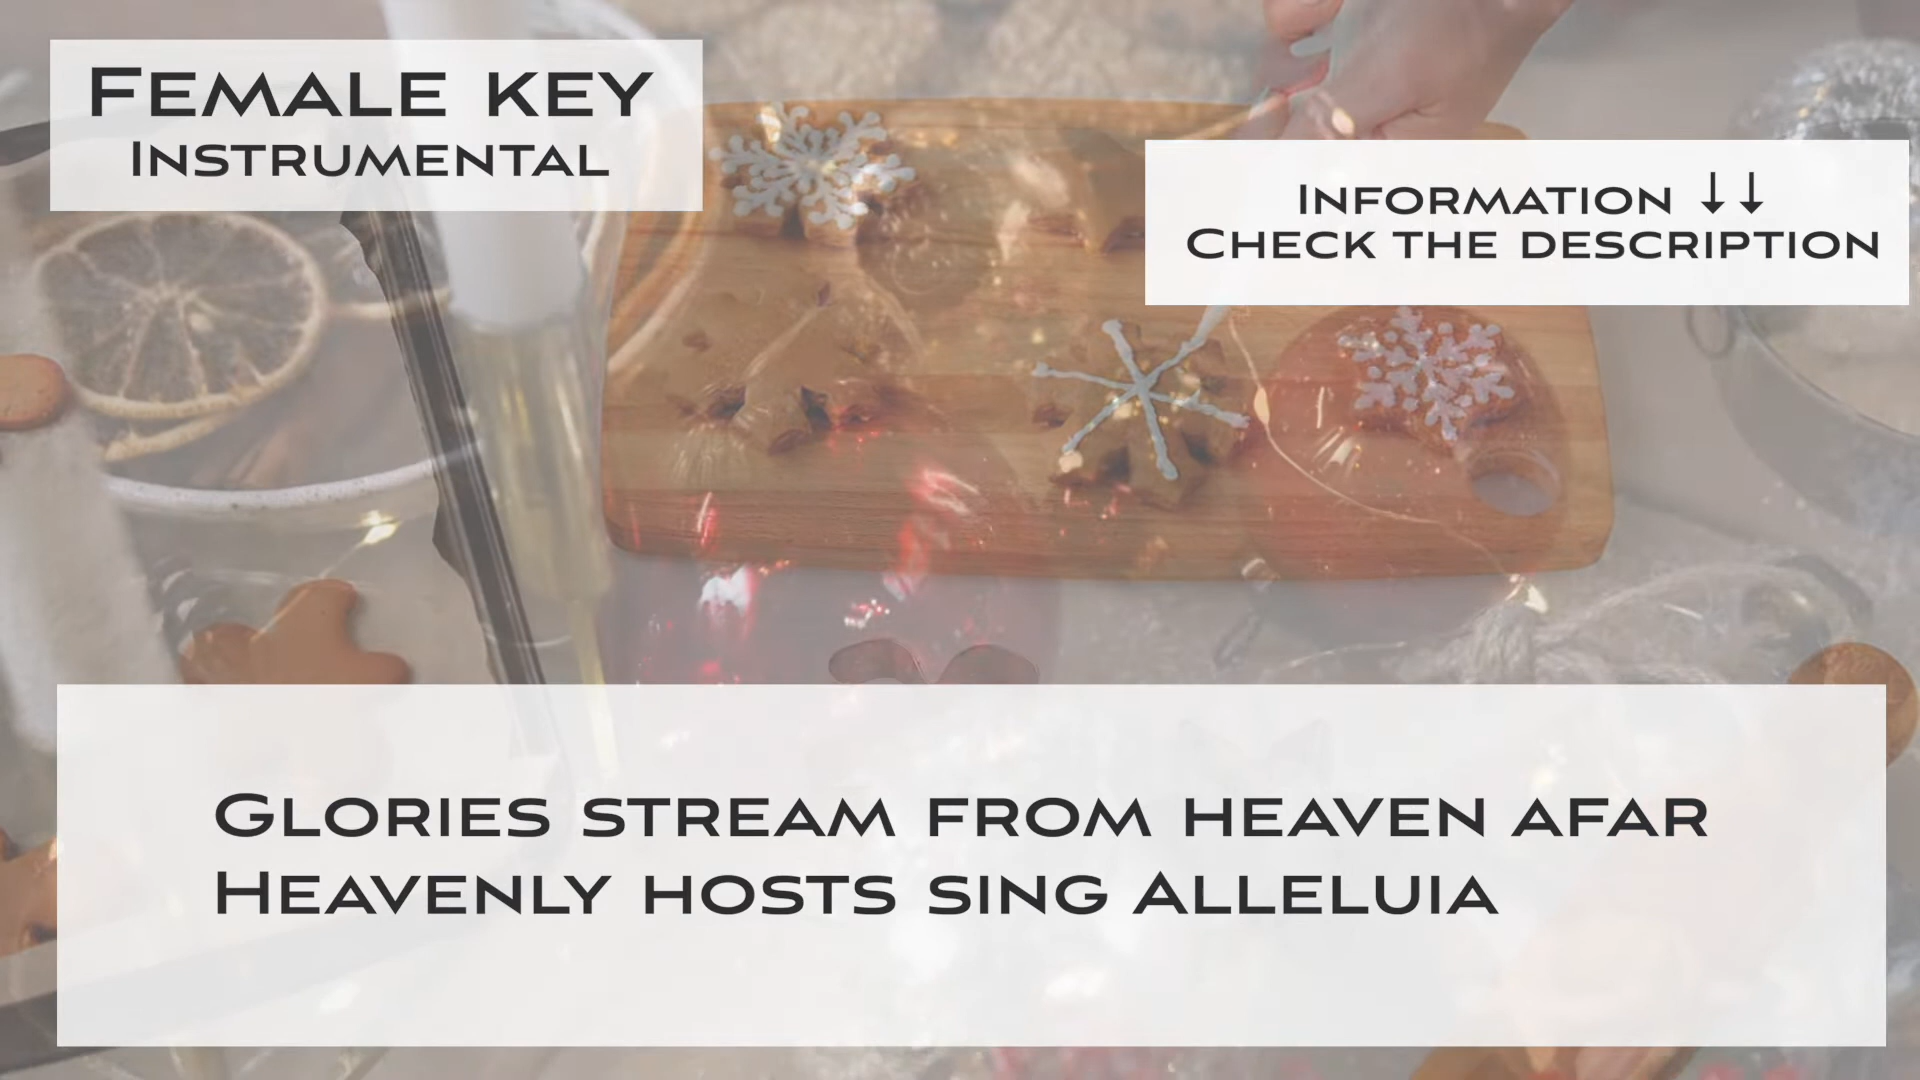 Female key
Instrumental
Information ↓↓
Check the description
Glories stream from heaven afar
Heavenly hosts sing Alleluia